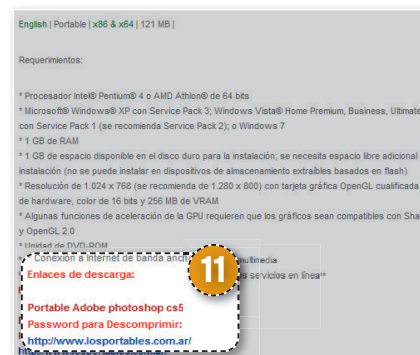 English | Portable | x86 & x64 | 121 MB |
Requerimientos:
* Procesador Intel® Pentium® 4 o AMD Athlon® de 64 bits
* Microsoft® Windows® XP con Service Pack 3; Windows Vista® Home Premium, Business, Ultimate
con Service Pack 1 (se recomienda Service Pack 2); o Windows 7
* 1 GB de RAM
* 1 GB de espacio disponible en el disco duro para la instalación; se necesita espacio libre adicional
instalación (no se puede instalar en dispositivos de almacenamiento extraíbles basados en flash)
* Resolución de 1.024 x 768 (se recomienda de 1.280 x 800) con tarjeta gráfica OpenGL cualificada
de hardware, color de 16 bits y 256 MB de VRAM
* Algunas funciones de aceleración de la GPU requieren que los gráficos sean compatibles con Sha
y OpenGL 2.0
* Unidad de DVD-ROM
multimedia
* Conexión a Internet de banda anch
servicios en línea**
11
Enlaces de descarga:
Portable Adobe photoshop cs5
Password para Descomprimir:
http://www.losportables.com.ar/